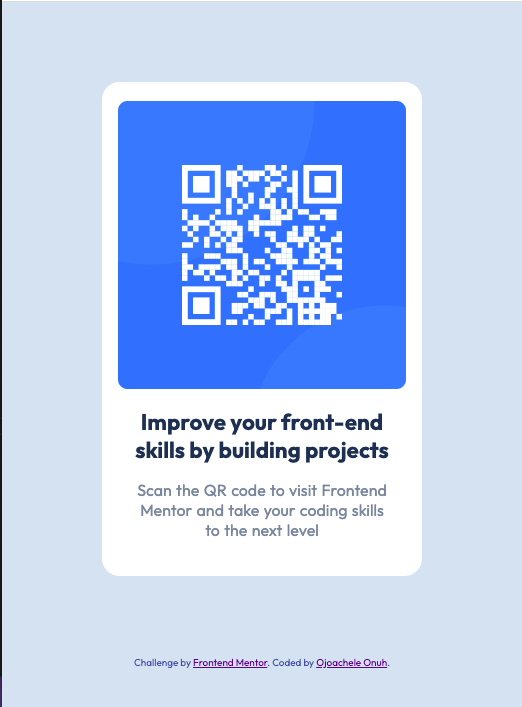 Improve your front-end
skills by building projects
Scan the QR code to visit Frontend
Mentor and take your coding skills
to the next level
Challenge by Frontend Mentor. Coded by Ojoachele Onuh.